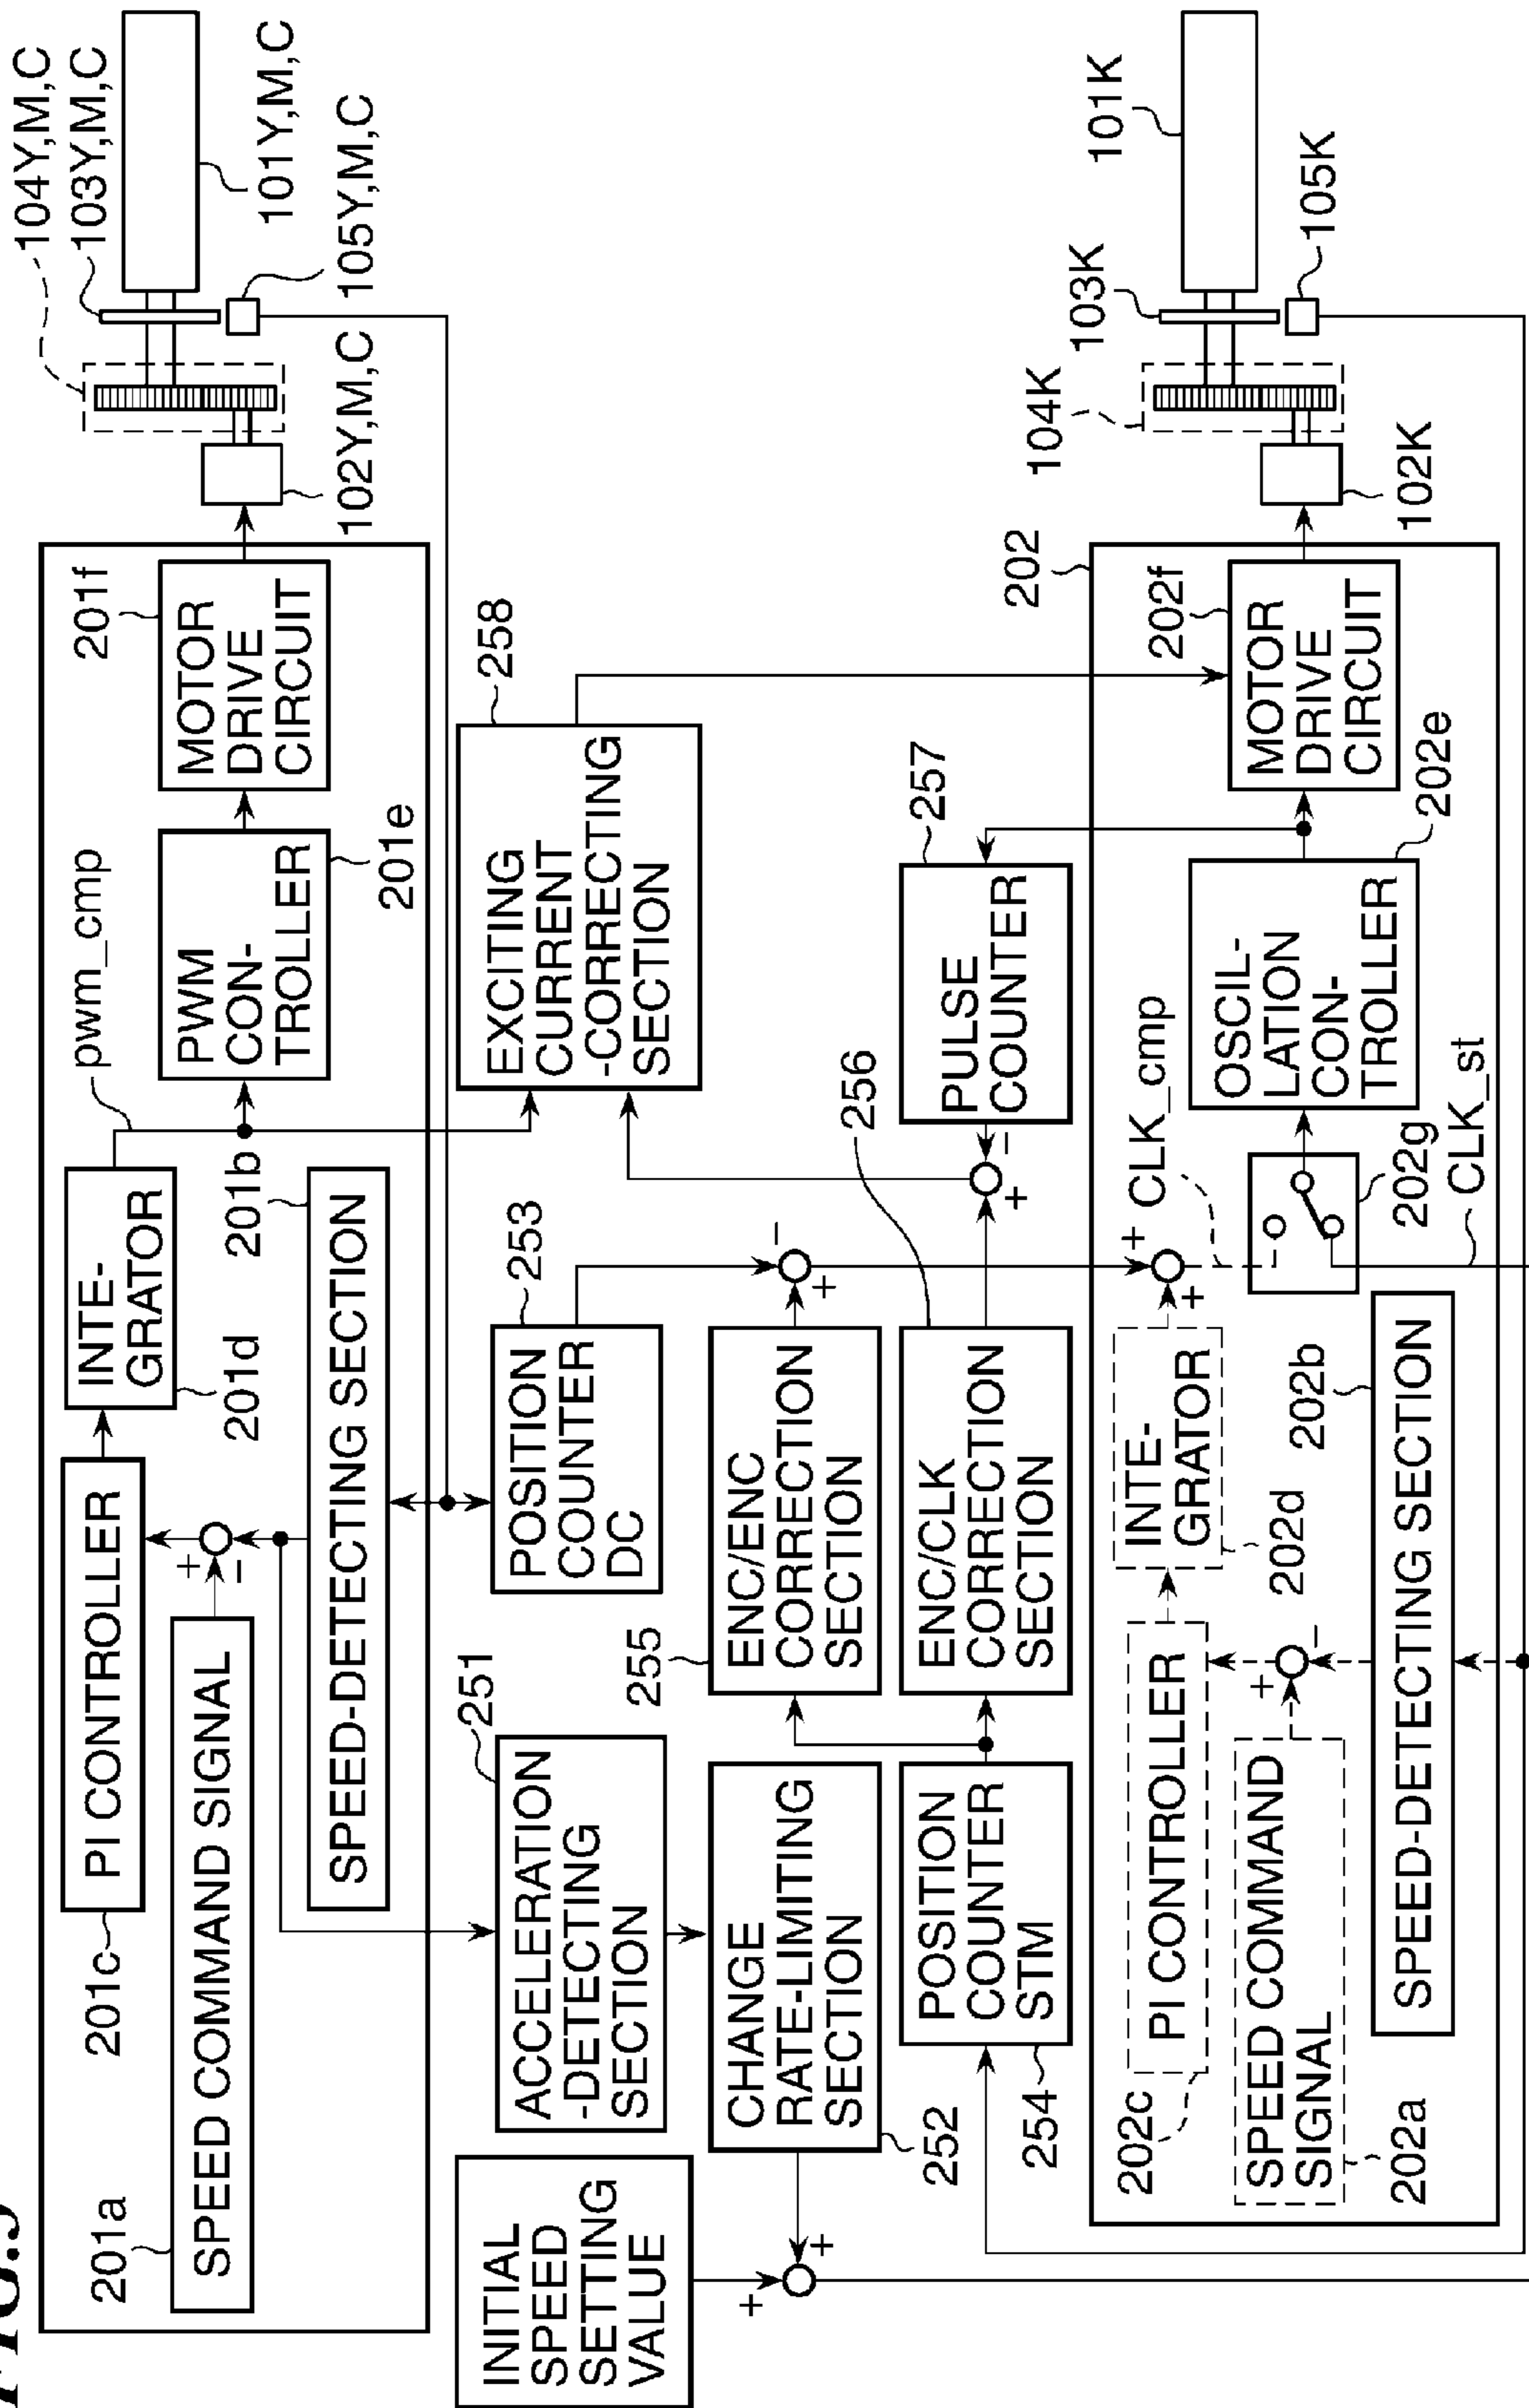 201a
SPEED COMMAND SIGNAL
201c
PI CONTROLLER
+
-
INTE-
GRATOR
201d
201b
SPEED-DETECTING SECTION
pwm_cmp
PWM
CON-
TROLLER
201e
201f
MOTOR
DRIVE
CIRCUIT
104Y,M,C
103Y,M,C
101Y,M,C
105Y,M,C
102Y,M,C
INITIAL
SPEED
SETTING
VALUE
+
+
251
ACCELERATION
-DETECTING
SECTION
CHANGE
RATE-LIMITING
SECTION
252
253
POSITION
COUNTER
DC
POSITION
COUNTER
STM
254
255
ENC/ENC
CORRECTION
SECTION
-
+
256
ENC/CLK
CORRECTION
SECTION
-
+
257
PULSE
COUNTER
258
EXCITING
CURRENT
-CORRECTING
SECTION
202
202c
PI CONTROLLER
SPEED COMMAND
SIGNAL
202a
+
-
INTE-
GRATOR
202d
202b
SPEED-DETECTING SECTION
+
+
CLK_cmp
202g
CLK_st
OSCIL-
LATION
CON-
TROLLER
202e
202f
MOTOR
DRIVE
CIRCUIT
104K
103K
101K
105K
102K